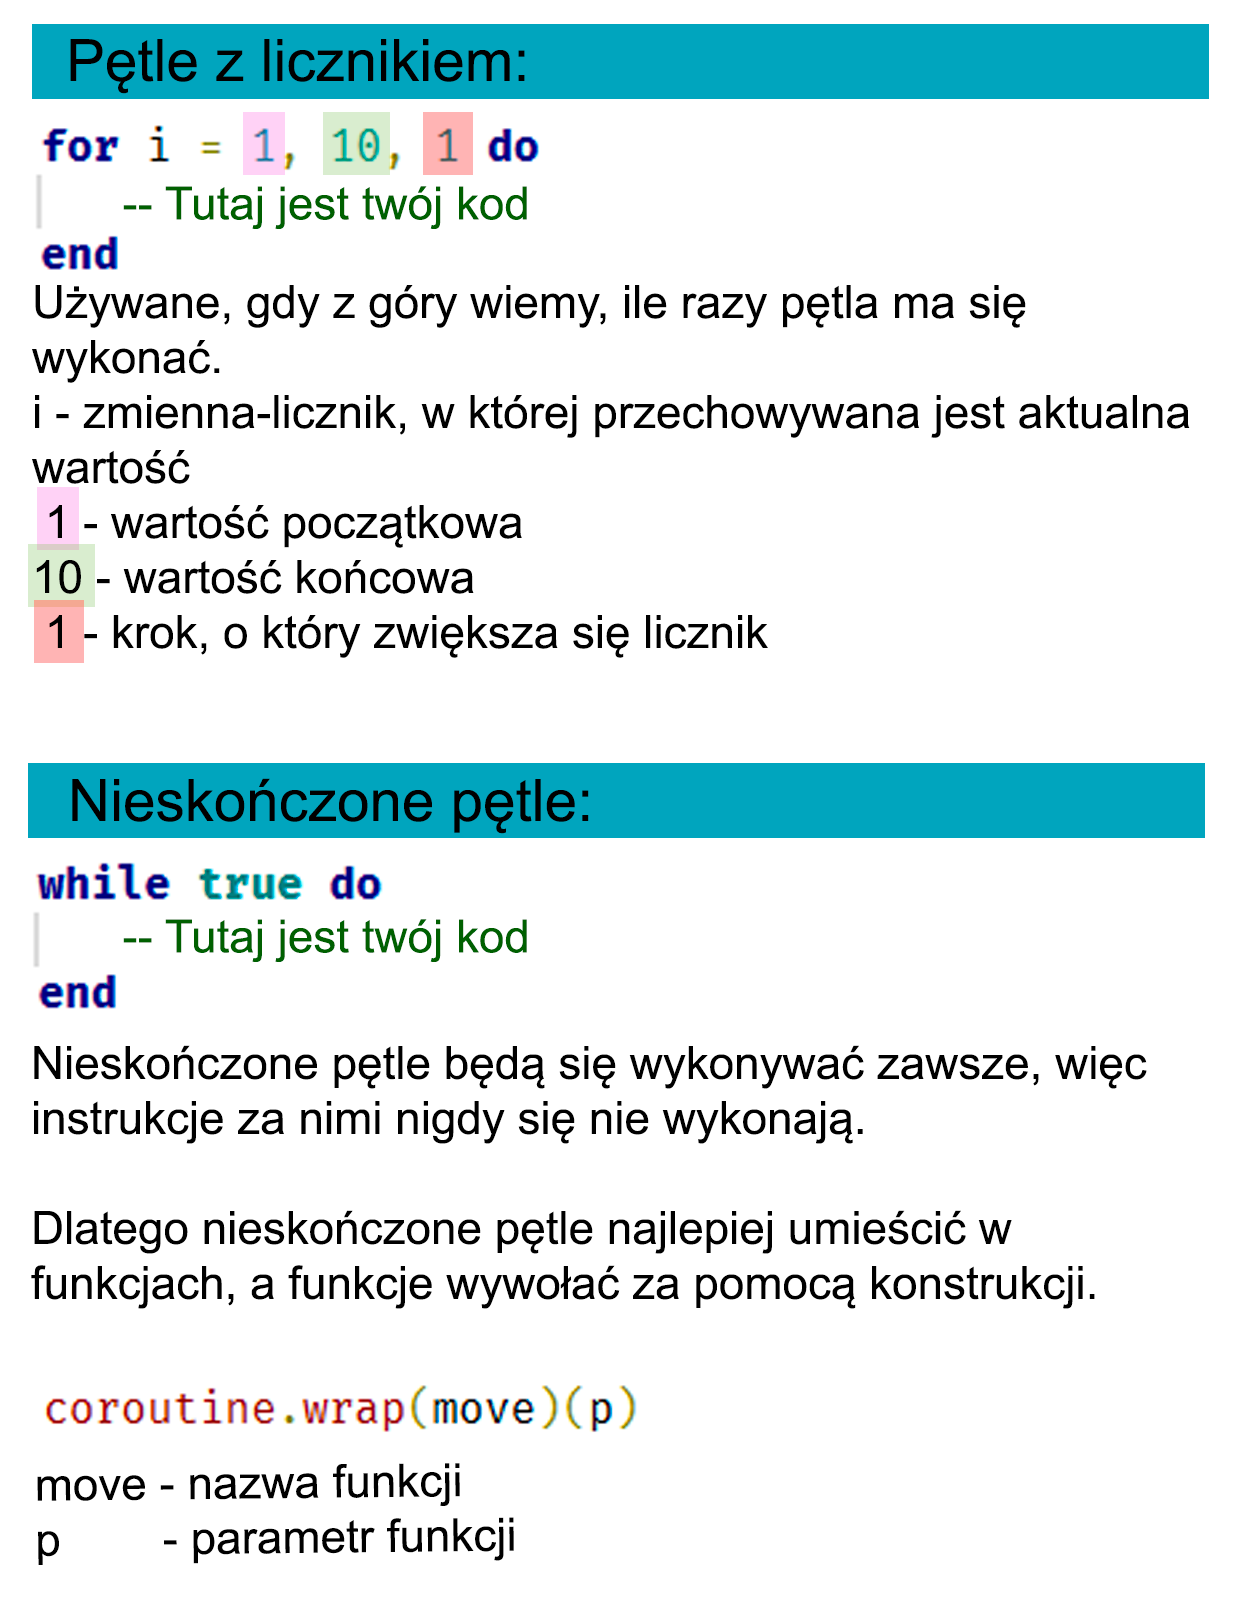 Pętle z licznikiem:
for i = 1, 10, 1 do
-- Tutaj jest twój kod
end
Używane, gdy z góry wiemy, ile razy pętla ma się
wykonać.
i - zmienna-licznik, w której przechowywana jest aktualna
wartość
1 - wartość początkowa
10 - wartość końcowa
1 - krok, o który zwiększa się licznik
Nieskończone pętle:
while true do
-- Tutaj jest twój kod
end
Nieskończone pętle będą się wykonywać zawsze, więc
instrukcje za nimi nigdy się nie wykonają.
Dlatego nieskończone pętle najlepiej umieścić w
funkcjach, a funkcje wywołać za pomocą konstrukcji.
coroutine.wrap(move)(p)
move - nazwa funkcji
p - parametr funkcji